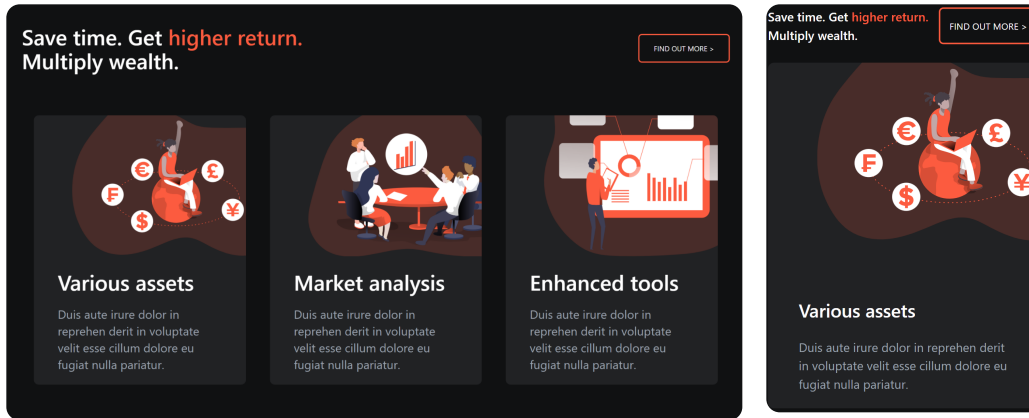 Save time. Get higher return.
Multiply wealth.
FIND OUT MORE >
€
£
₣
$
¥
Various assets
Duis aute irure dolor in
reprehen derit in voluptate
velit esse cillum dolore eu
fugiat nulla pariatur.
Market analysis
Duis aute irure dolor in
reprehen derit in voluptate
velit esse cillum dolore eu
fugiat nulla pariatur.
Enhanced tools
Duis aute irure dolor in
reprehen derit in voluptate
velit esse cillum dolore eu
fugiat nulla pariatur.
Save time. Get higher return.
Multiply wealth.
FIND OUT MORE >
€
£
₣
$
¥
Various assets
Duis aute irure dolor in reprehen derit
in voluptate velit esse cillum dolore eu
fugiat nulla pariatur.